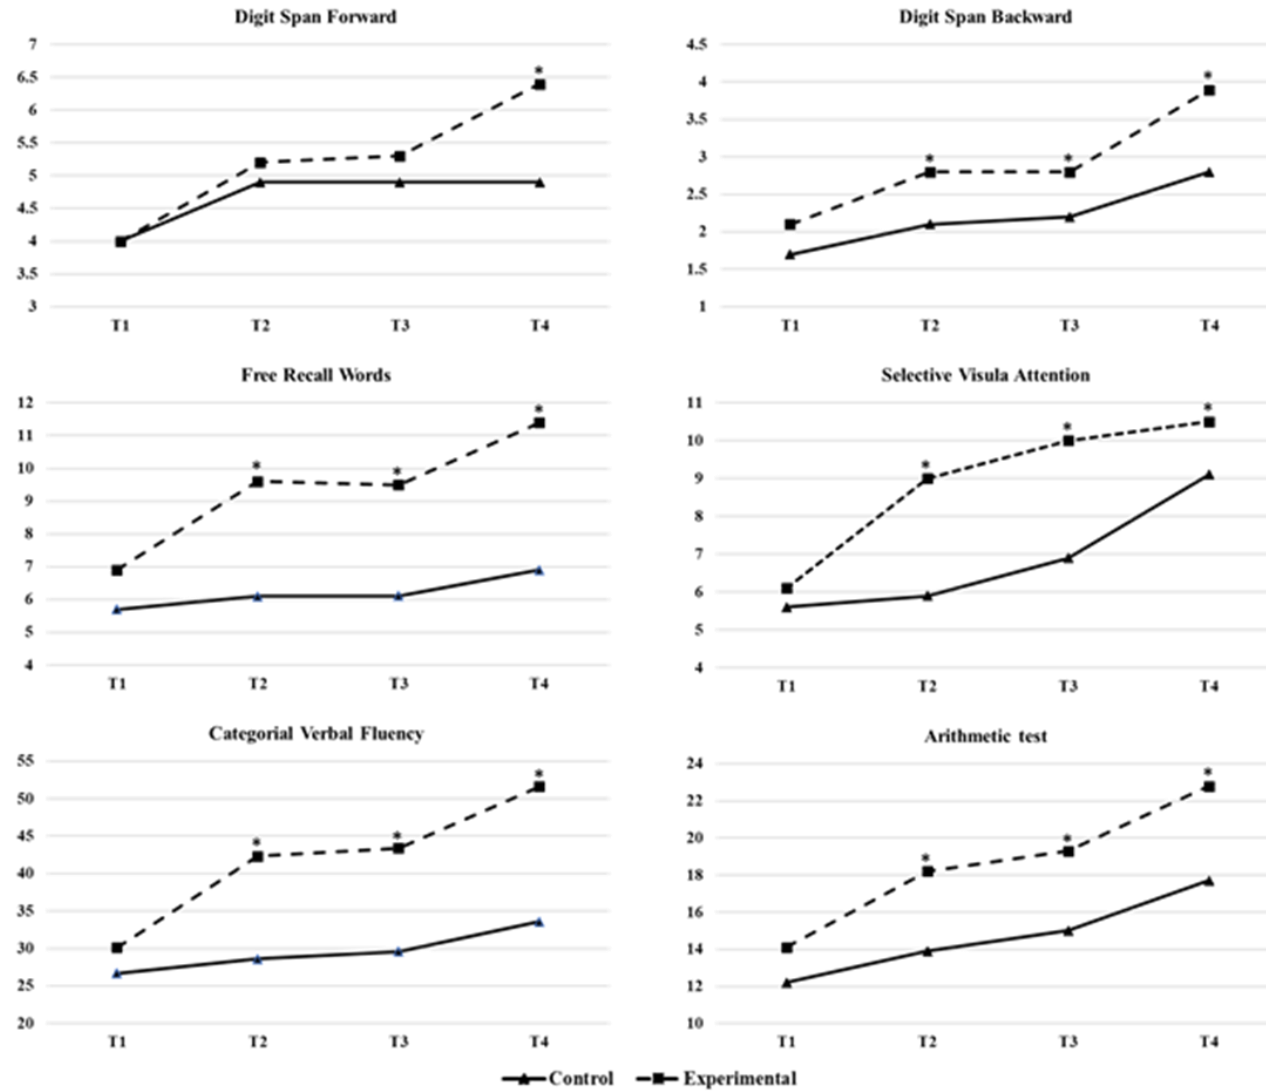 Digit Span Forward
7
6.5
6
5.5
5
4.5
4
3.5
3
*
T1 T2 T3 T4
Digit Span Backward
4.5
4
3.5
3
2.5
2
1.5
1
* * *
T1 T2 T3 T4
Free Recall Words
12
11
10
9
8
7
6
5
4
* * *
T1 T2 T3 T4
Selective Visula Attention
11
10
9
8
7
6
5
4
* * *
T1 T2 T3 T4
Categorial Verbal Fluency
55
50
45
40
35
30
25
20
* * *
T1 T2 T3 T4
Arithmetic test
24
22
20
18
16
14
12
10
* * *
T1 T2 T3 T4
Control Experimental